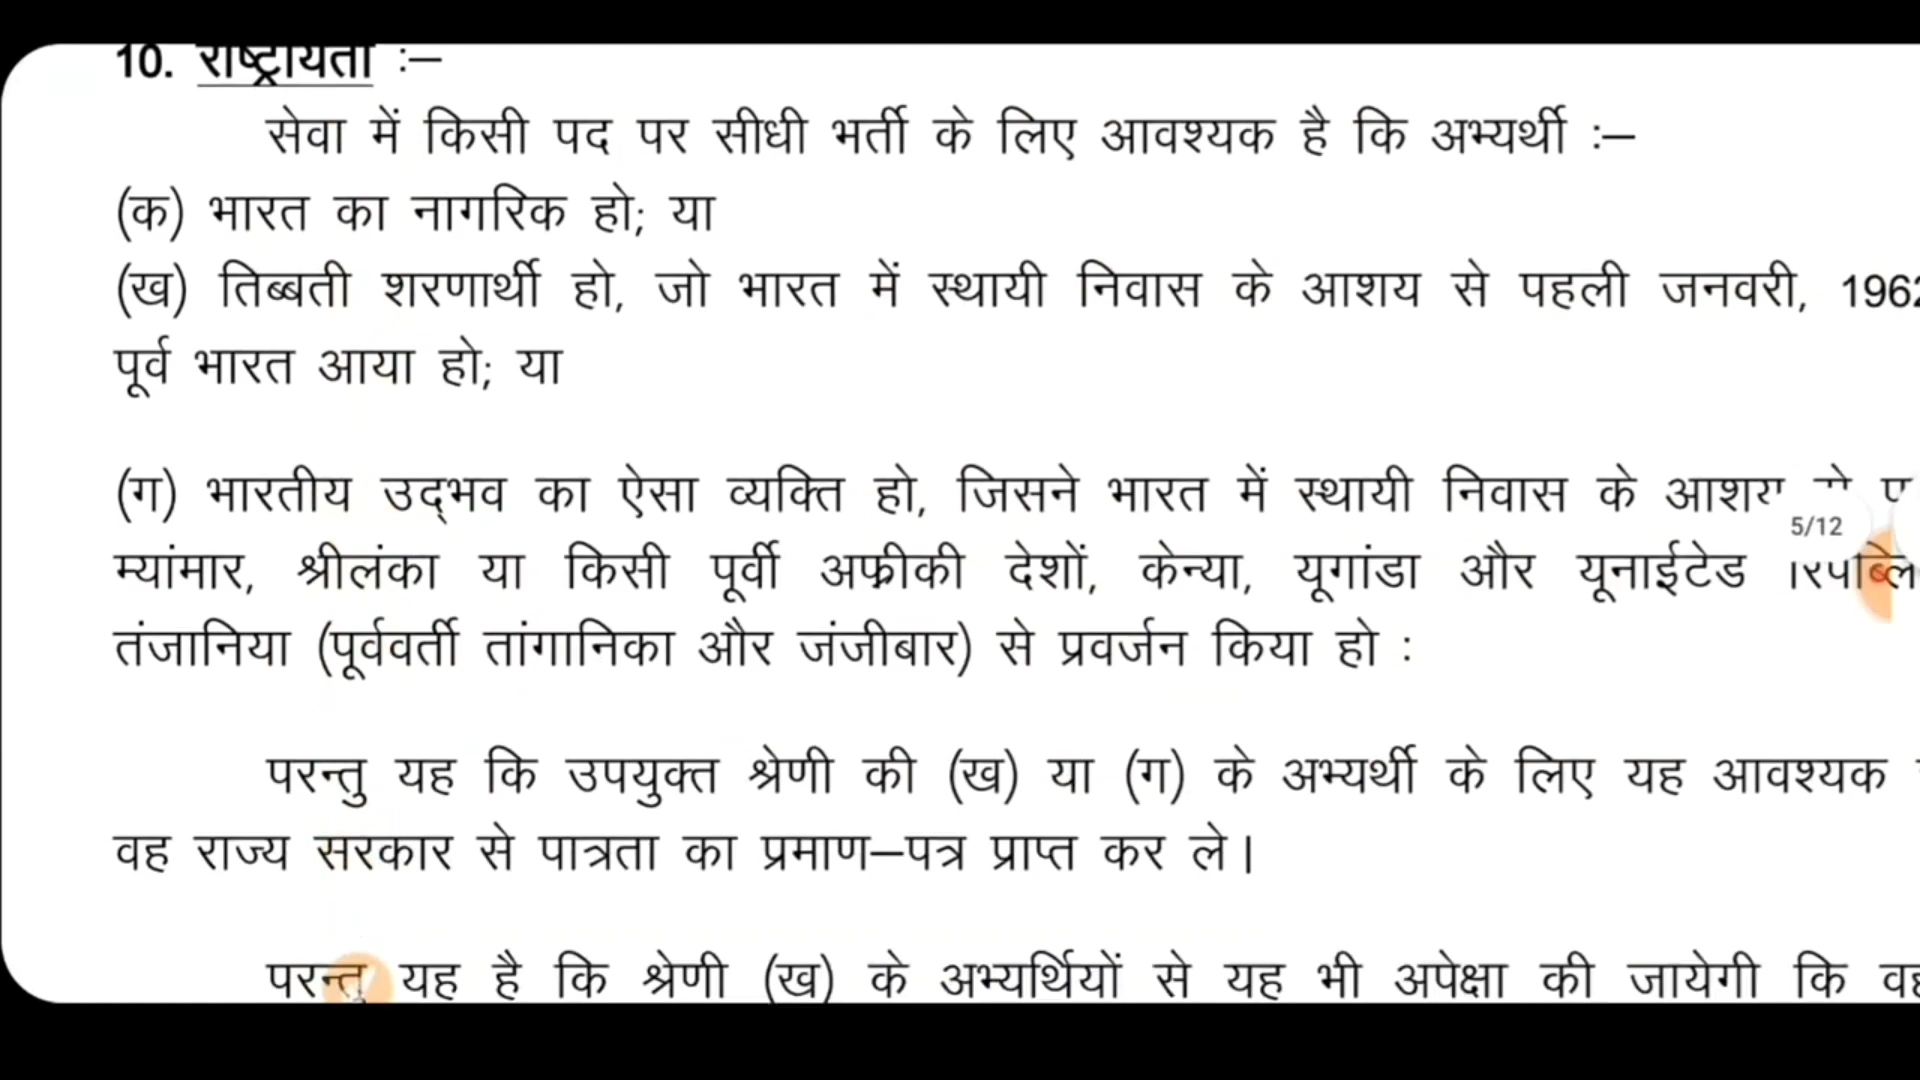 10. राष्ट्रीयता :–
सेवा में किसी पद पर सीधी भर्ती के लिए आवश्यक है कि अभ्यर्थी :–
(क) भारत का नागरिक हो; या
(ख) तिब्बती शरणार्थी हो, जो भारत में स्थायी निवास के आशय से पहली जनवरी, 1962
पूर्व भारत आया हो; या
(ग) भारतीय उद्भव का ऐसा व्यक्ति हो, जिसने भारत में स्थायी निवास के आशय
5/12
म्यांमार, श्रीलंका या किसी पूर्वी अफ्रीकी देशों, केन्या, यूगांडा और यूनाईटेड
तंजानिया (पूर्ववर्ती तांगानिका और जंजीबार) से प्रवर्जन किया हो :
परन्तु यह कि उपयुक्त श्रेणी की (ख) या (ग) के अभ्यर्थी के लिए यह आवश्यक
वह राज्य सरकार से पात्रता का प्रमाण–पत्र प्राप्त कर ले।
परन्तु यह है कि श्रेणी (ख) के अभ्यर्थियों से यह भी अपेक्षा की जायेगी कि